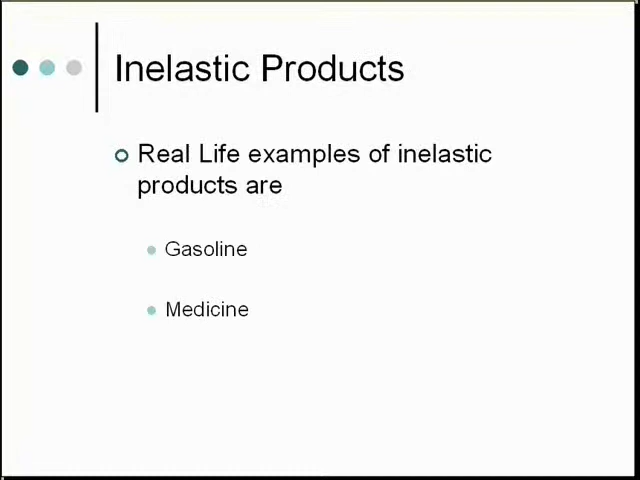 Inelastic Products
Real Life examples of inelastic
products are
Gasoline
Medicine